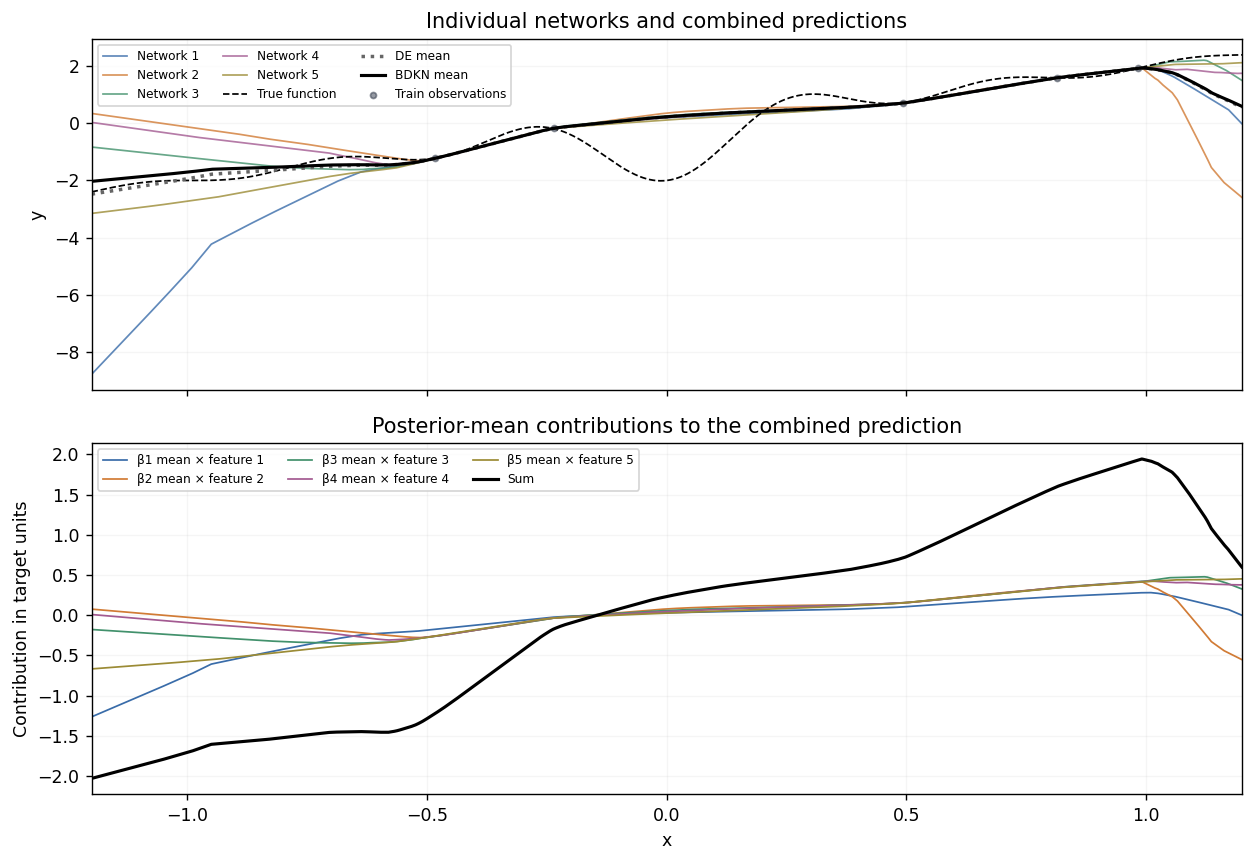 Individual networks and combined predictions
Network 1
Network 2
Network 3
Network 4
Network 5
True function
DE mean
BDKN mean
Train observations
2
0
−2
−4
−6
−8
y
Posterior-mean contributions to the combined prediction
β1 mean × feature 1
β2 mean × feature 2
β3 mean × feature 3
β4 mean × feature 4
β5 mean × feature 5
Sum
2.0
1.5
1.0
0.5
0.0
−0.5
−1.0
−1.5
−2.0
Contribution in target units
−1.0
−0.5
0.0
0.5
1.0
x